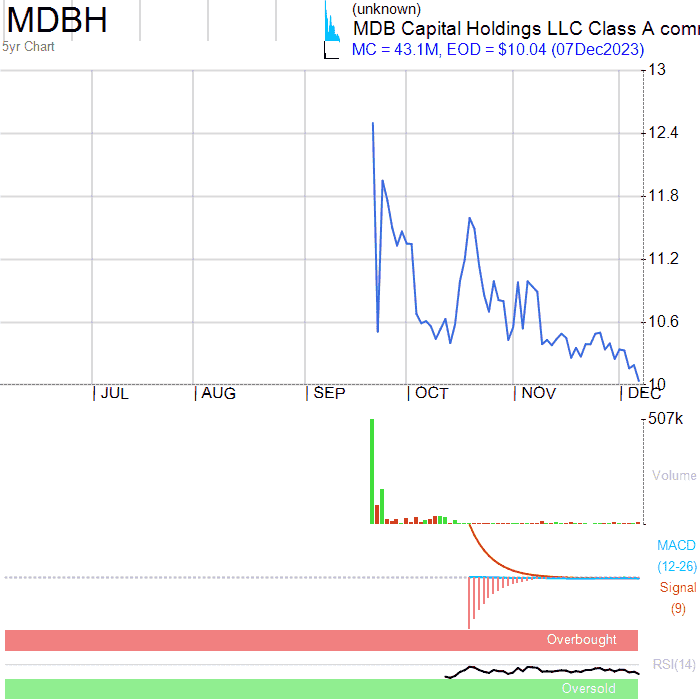 MDBH
5yr Chart
(unknown)
MDB Capital Holdings LLC Class A com
MC = 43.1M, EOD = $10.04 (07Dec2023)
13
12.4
11.8
11.2
10.6
10
JUL AUG SEP OCT NOV DEC
507k
Volume
MACD
(12-26)
Signal
(9)
Overbought
RSI(14)
Oversold